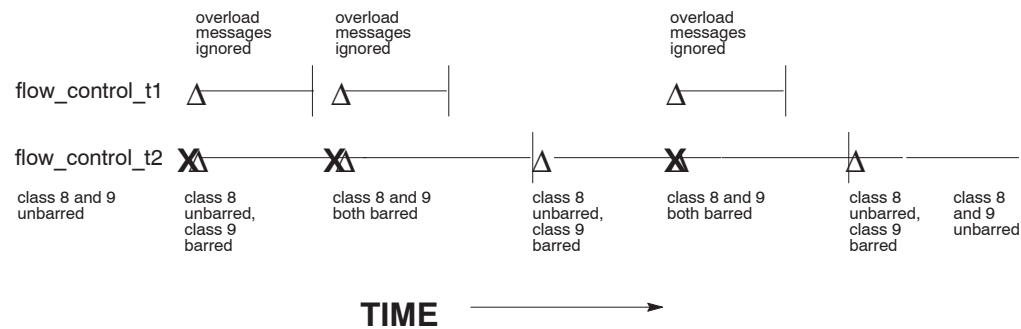 overload
messages
ignored
overload
messages
ignored
overload
messages
ignored
flow_control_t1
flow_control_t2
class 8 and 9
unbarred
class 8
unbarred,
class 9
barred
class 8 and 9
both barred
class 8
unbarred,
class 9
barred
class 8 and 9
both barred
class 8
unbarred,
class 9
barred
class 8
and 9
unbarred
TIME